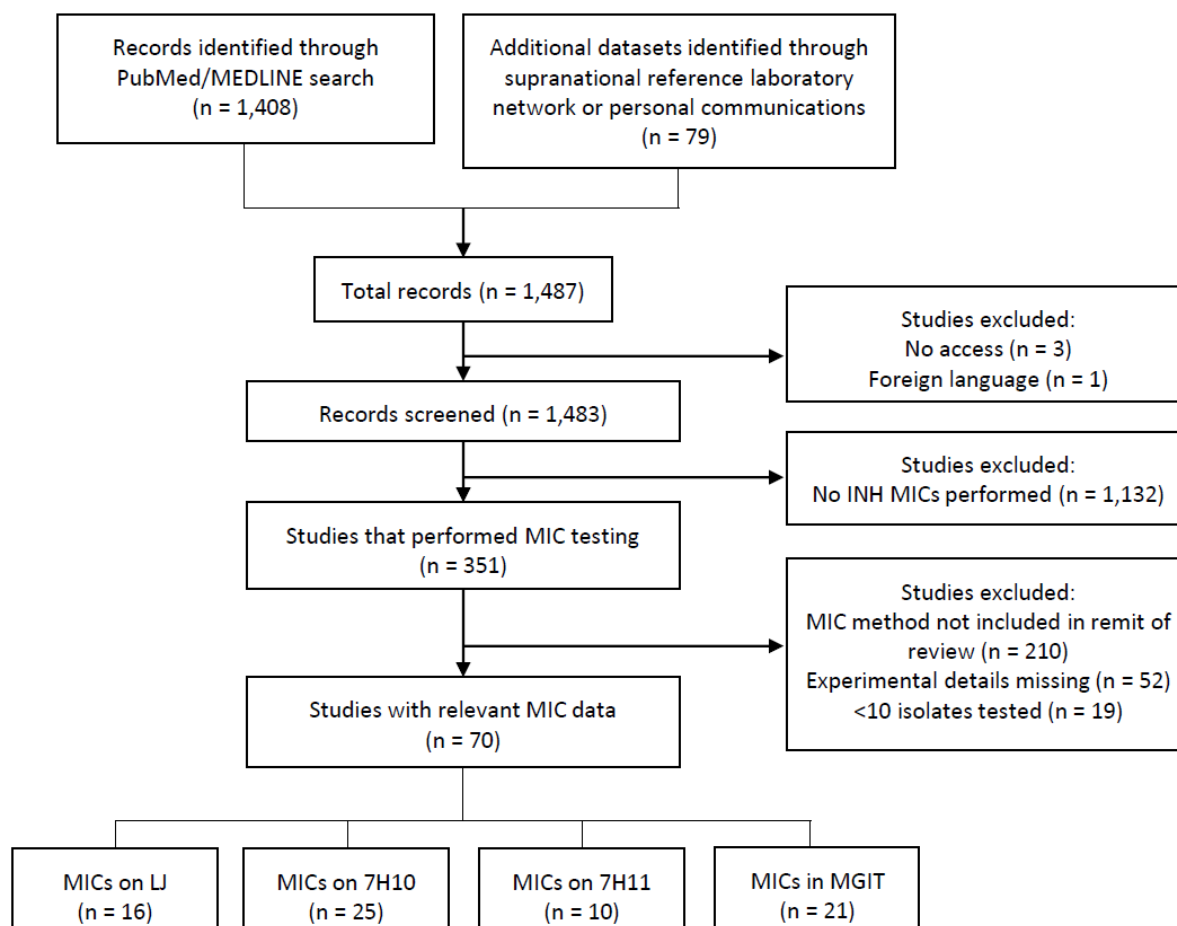 Records identified through
PubMed/MEDLINE search
(n = 1,408)
Additional datasets identified through
supranational reference laboratory
network or personal communications
(n = 79)
Total records (n = 1,487)
Studies excluded:
No access (n = 3)
Foreign language (n = 1)
Records screened (n = 1,483)
Studies excluded:
No INH MICs performed (n = 1,132)
Studies that performed MIC testing
(n = 351)
Studies excluded:
MIC method not included in remit of
review (n = 210)
Experimental details missing (n = 52)
<10 isolates tested (n = 19)
Studies with relevant MIC data
(n = 70)
MICs on LJ
(n = 16)
MICs on 7H10
(n = 25)
MICs on 7H11
(n = 10)
MICs in MGIT
(n = 21)